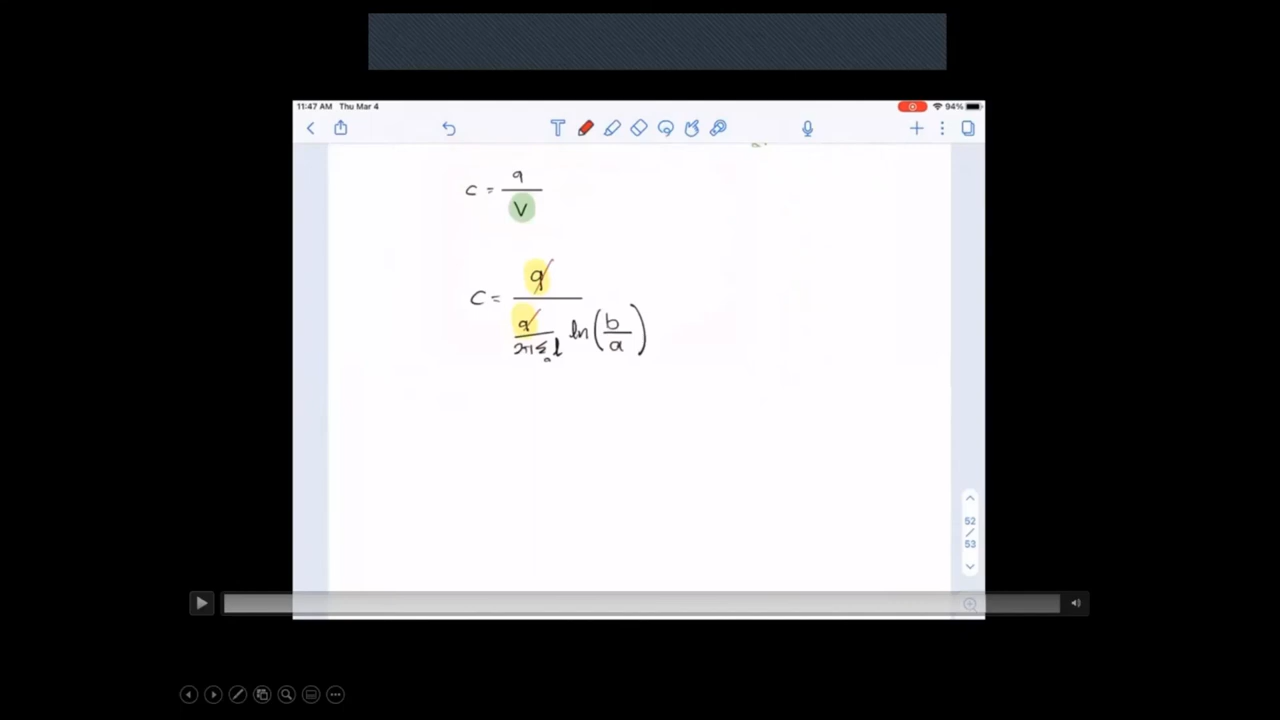 11:47 AM Thu Mar 4
94%
c = q
V
C = q
q
2πε₀l ln(b/a)
52
/
53